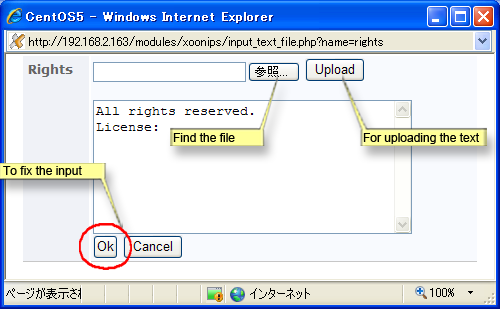 CentOS5 - Windows Internet Explorer
http://192.168.2.163/modules/xoonips/input_text_file.php?name=rights
Rights
参照...
Upload
All rights reserved.
License:
Find the file
For uploading the text
To fix the input
Ok
Cancel
ページが表示され
インターネット
100%